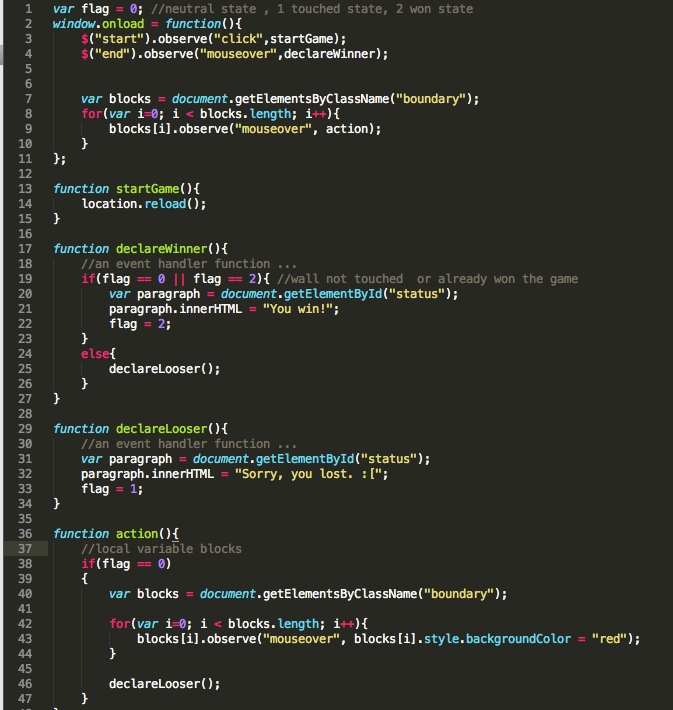 1 var flag = 0; //neutral state , 1 touched state, 2 won state
2 window.onload = function(){
3     $("start").observe("click",startGame);
4     $("end").observe("mouseover",declareWinner);
5
6
7     var blocks = document.getElementsByClassName("boundary");
8     for(var i=0; i < blocks.length; i++){
9         blocks[i].observe("mouseover", action);
10     }
11 };
12
13 function startGame(){
14     location.reload();
15 }
16
17 function declareWinner(){
18     //an event handler function ...
19     if(flag == 0 || flag == 2){ //wall not touched  or already won the game
20         var paragraph = document.getElementById("status");
21         paragraph.innerHTML = "You win!";
22         flag = 2;
23     }
24     else{
25         declareLooser();
26     }
27 }
28
29 function declareLooser(){
30     //an event handler function ...
31     var paragraph = document.getElementById("status");
32     paragraph.innerHTML = "Sorry, you lost. :[";
33     flag = 1;
34 }
35
36 function action(){
37     //local variable blocks
38     if(flag == 0)
39     {
40         var blocks = document.getElementsByClassName("boundary");
41
42         for(var i=0; i < blocks.length; i++){
43             blocks[i].observe("mouseover", blocks[i].style.backgroundColor = "red");
44         }
45
46         declareLooser();
47     }